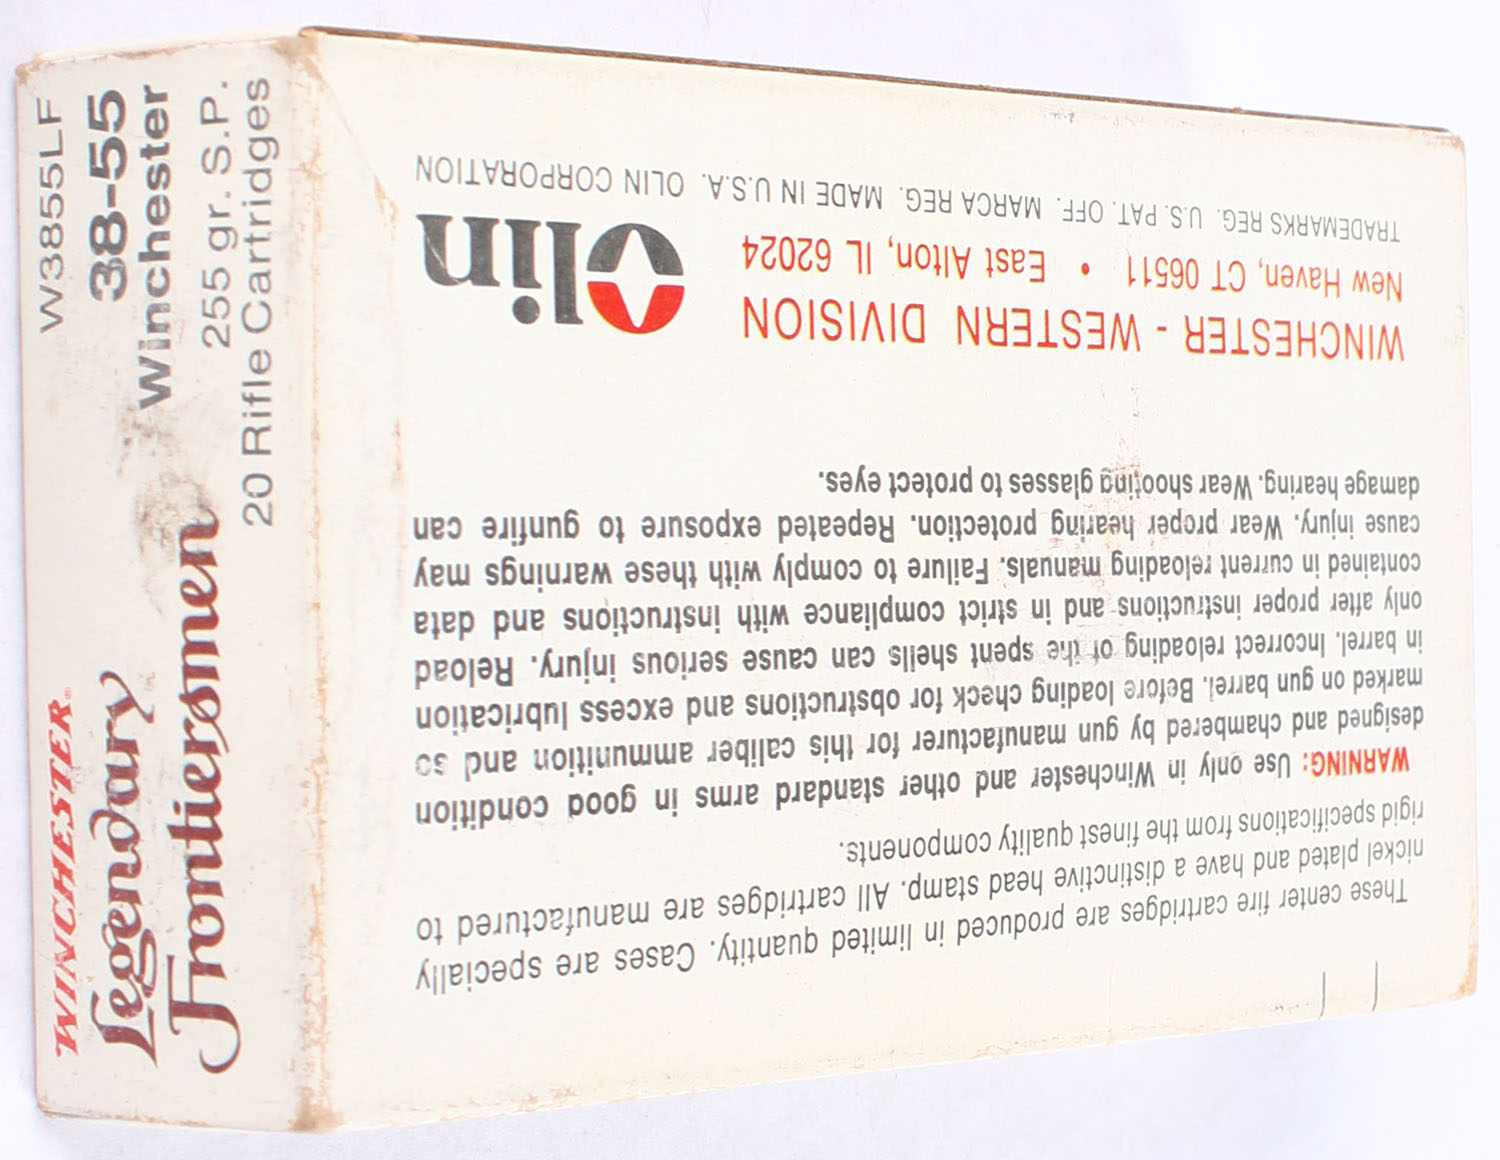 WINCHESTER®
Legendary
Frontiersmen
W3855LF
38-55
Winchester
255 gr. S.P.
20 Rifle Cartridges
These center fire cartridges are produced in limited quantity. Cases are specially
nickel plated and have a distinctive head stamp. All cartridges are manufactured to
rigid specifications from the finest quality components.
WARNING: Use only in Winchester and other standard arms in good condition
designed and chambered by gun manufacturer for this caliber ammunition and so
marked on gun barrel. Before loading check for obstructions and excess lubrication
in barrel. Incorrect reloading of the spent shells can cause serious injury. Reload
only after proper instructions and in strict compliance with instructions and data
contained in current reloading manuals. Failure to comply with these warnings may
cause injury. Wear proper hearing protection. Repeated exposure to gunfire can
damage hearing. Wear shooting glasses to protect eyes.
WINCHESTER - WESTERN DIVISION
New Haven, CT 06511 • East Alton, IL 62024
Olin
TRADEMARKS REG. U.S. PAT. OFF. MARCA REG. MADE IN U.S.A. OLIN CORPORATION